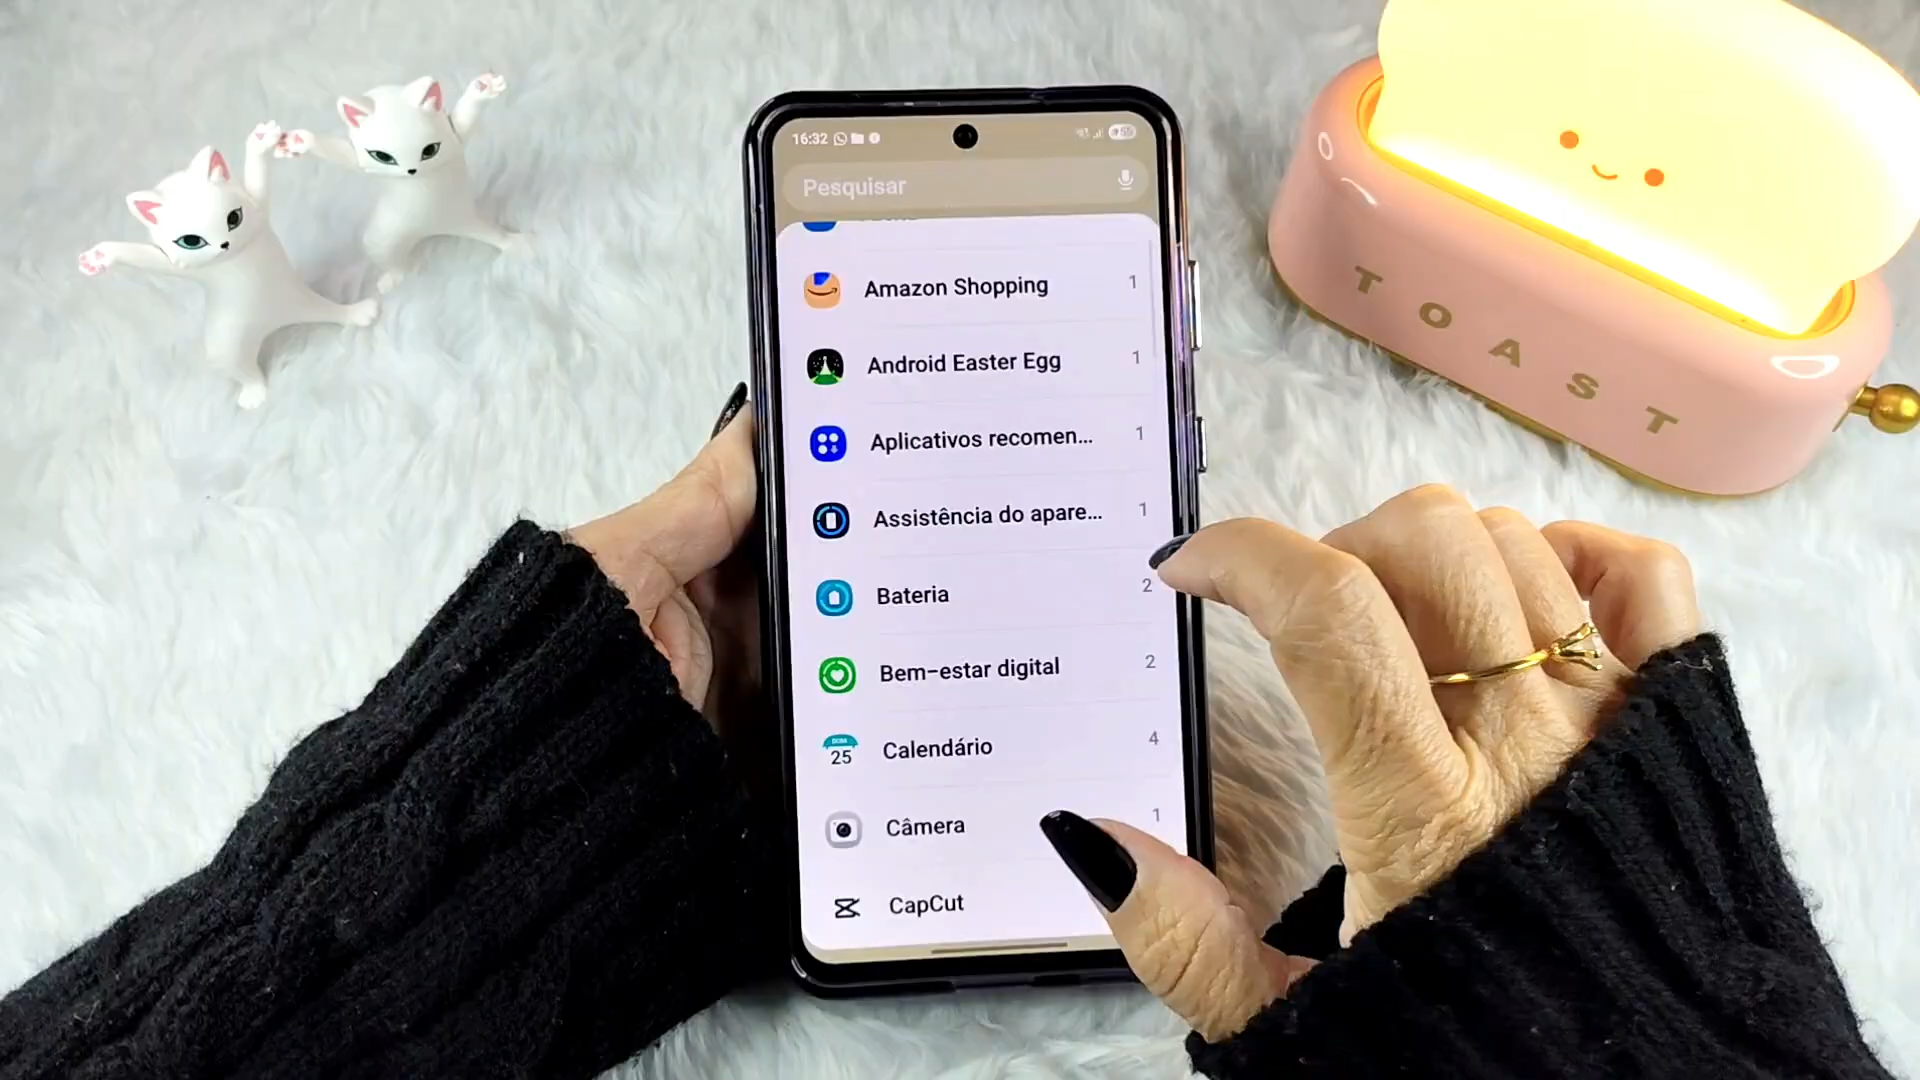 16:32
55
Pesquisar
Amazon Shopping 1
Android Easter Egg 1
Aplicativos recomen... 1
Assistência do apare... 1
Bateria 2
Bem-estar digital 2
25
Calendário 4
Câmera 1
CapCut
TOAST